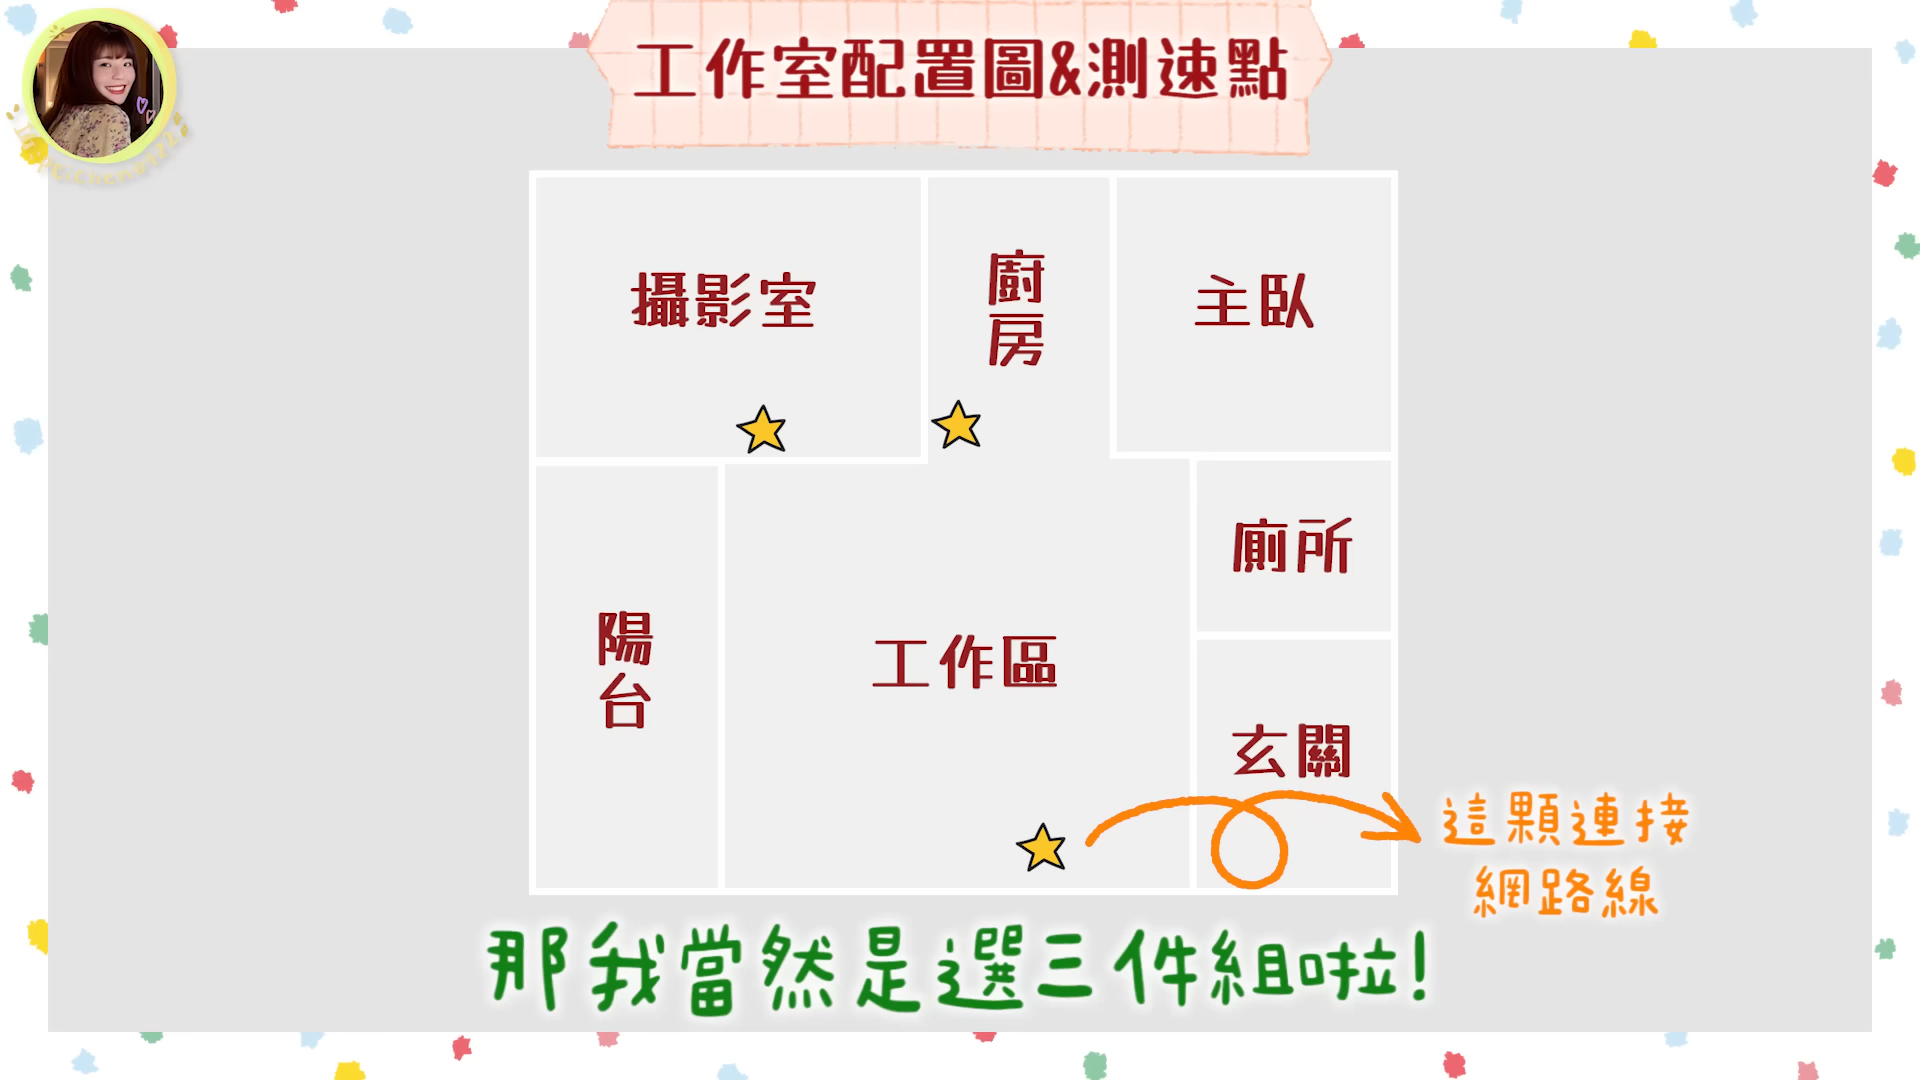 工作室配置圖&測速點
攝影室
廚房
主臥
廁所
陽台
工作區
玄關
這顆連接
網路線
那我當然是選三件組啦!